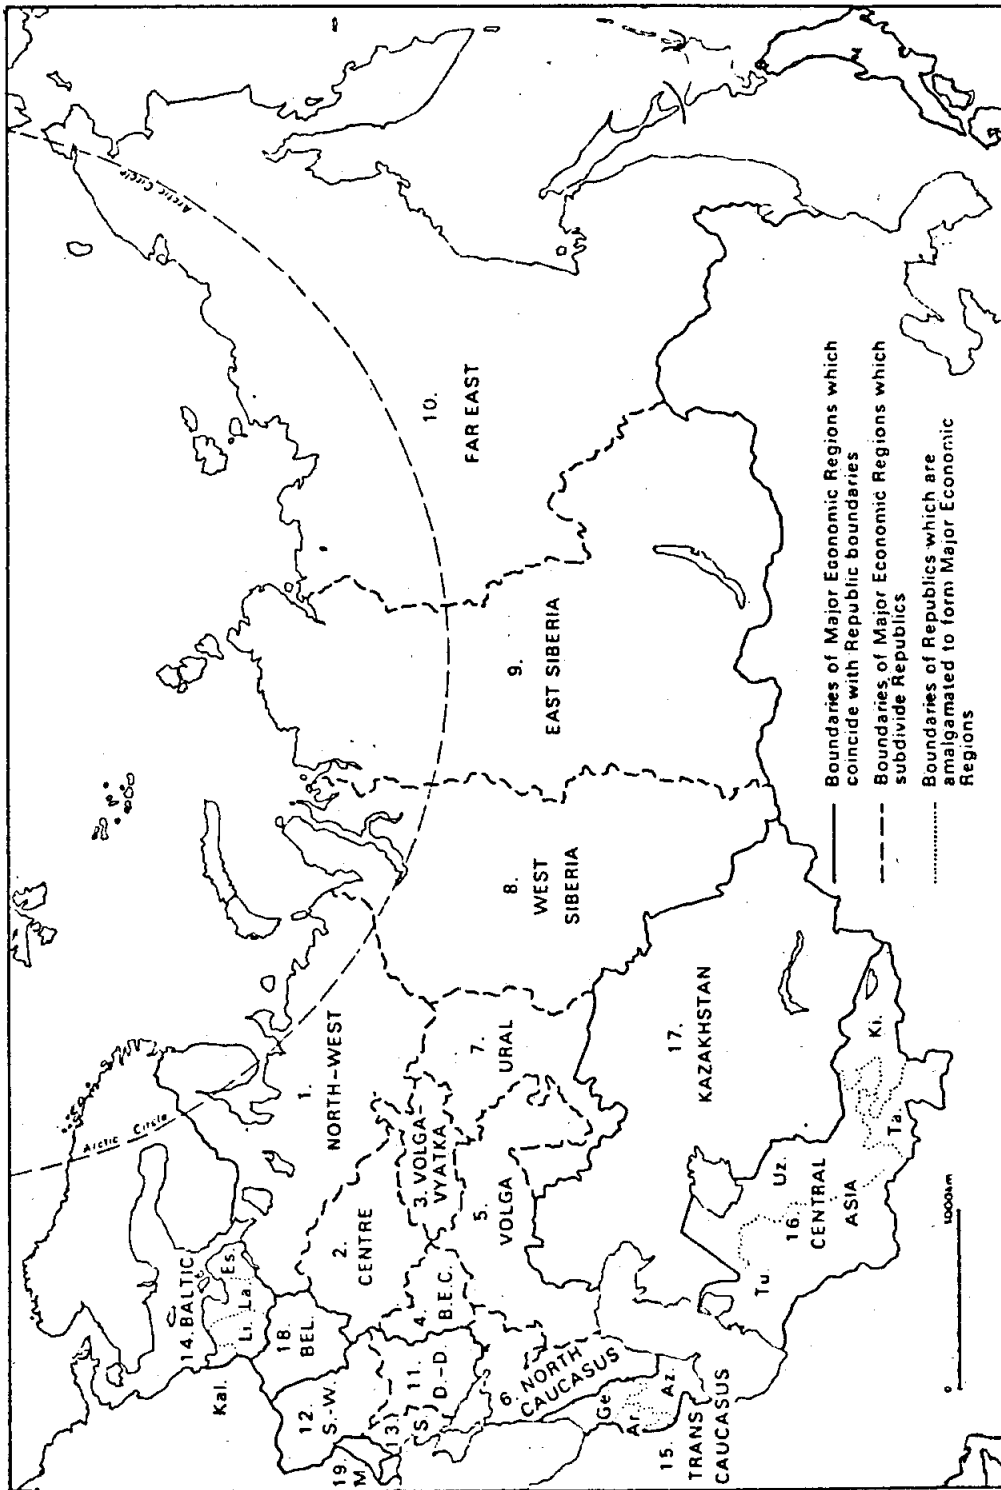 Arctic Circle
Arctic Circle
1.
NORTH-WEST
2.
CENTRE
3. VOLGA-
VYATKA
4.
B.E.C.
5.
VOLGA
6. NORTH
CAUCASUS
7.
URAL
8.
WEST
SIBERIA
9.
EAST SIBERIA
10.
FAR EAST
11.
D.-D.
12.
S.-W.
13.
(S.)
14. BALTIC
Es.
La.
Li.
Kal.
15.
TRANS
CAUCASUS
Ge.
Ar.
Az.
16.
CENTRAL
ASIA
Tu.
Uz.
Ta.
Ki.
17.
KAZAKHSTAN
18.
BEL.
19.
M.
Boundaries of Major Economic Regions which
coincide with Republic boundaries
Boundaries of Major Economic Regions which
subdivide Republics
Boundaries of Republics which are
amalgamated to form Major Economic
Regions
0 1000km